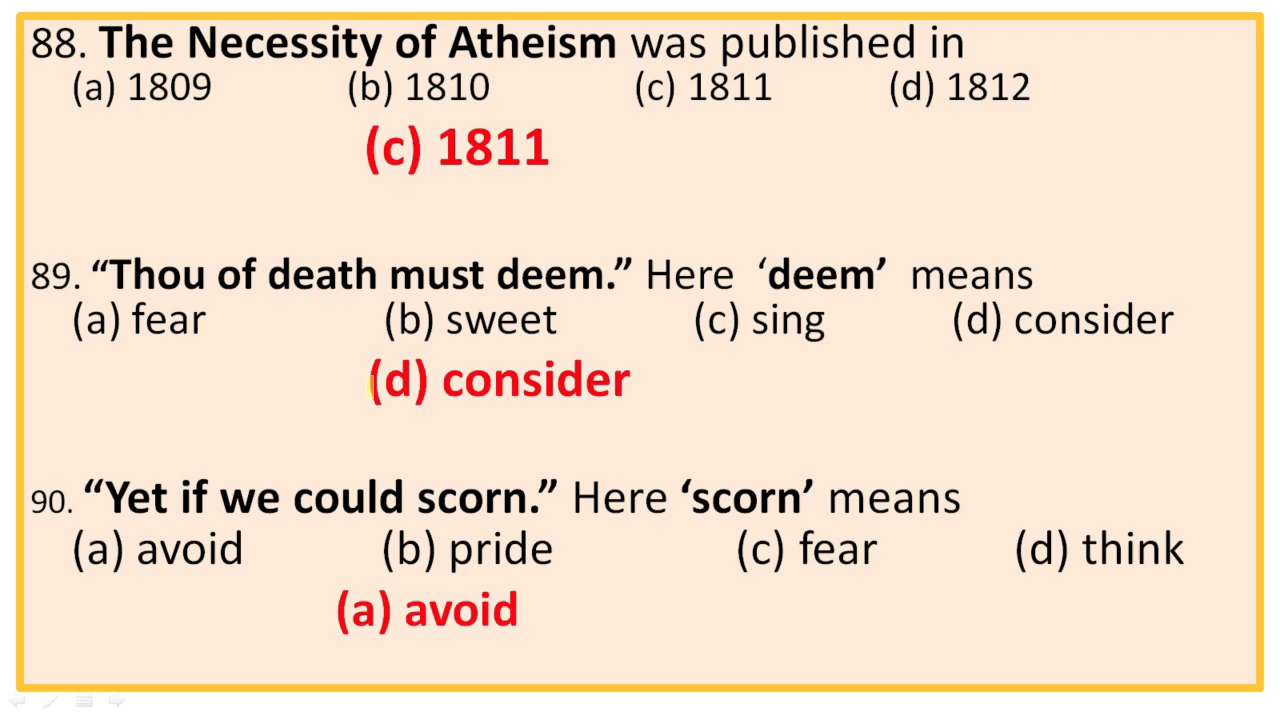 88. The Necessity of Atheism was published in
(a) 1809 (b) 1810 (c) 1811 (d) 1812
(c) 1811
89. “Thou of death must deem.” Here ‘deem’ means
(a) fear (b) sweet (c) sing (d) consider
(d) consider
90. “Yet if we could scorn.” Here ‘scorn’ means
(a) avoid (b) pride (c) fear (d) think
(a) avoid